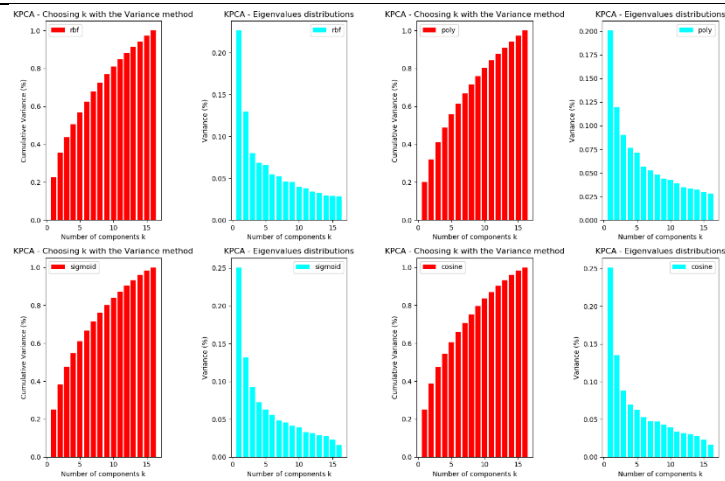 KPCA - Choosing k with the Variance method
1.0
0.8
0.6
0.4
0.2
0.0
Cumulative Variance (%)
rbf
0
5
10
15
Number of components k
KPCA - Eigenvalues distributions
0.20
0.15
0.10
0.05
0.00
Variance (%)
rbf
0
5
10
15
Number of components k
KPCA - Choosing k with the Variance method
1.0
0.8
0.6
0.4
0.2
0.0
Cumulative Variance (%)
poly
0
5
10
15
Number of components k
KPCA - Eigenvalues distributions
0.200
0.175
0.150
0.125
0.100
0.075
0.050
0.025
0.000
Variance (%)
poly
0
5
10
15
Number of components k
KPCA - Choosing k with the Variance method
1.0
0.8
0.6
0.4
0.2
0.0
Cumulative Variance (%)
sigmoid
0
5
10
15
Number of components k
KPCA - Eigenvalues distributions
0.25
0.20
0.15
0.10
0.05
0.00
Variance (%)
sigmoid
0
5
10
15
Number of components k
KPCA - Choosing k with the Variance method
1.0
0.8
0.6
0.4
0.2
0.0
Cumulative Variance (%)
cosine
0
5
10
15
Number of components k
KPCA - Eigenvalues distributions
0.25
0.20
0.15
0.10
0.05
0.00
Variance (%)
cosine
0
5
10
15
Number of components k